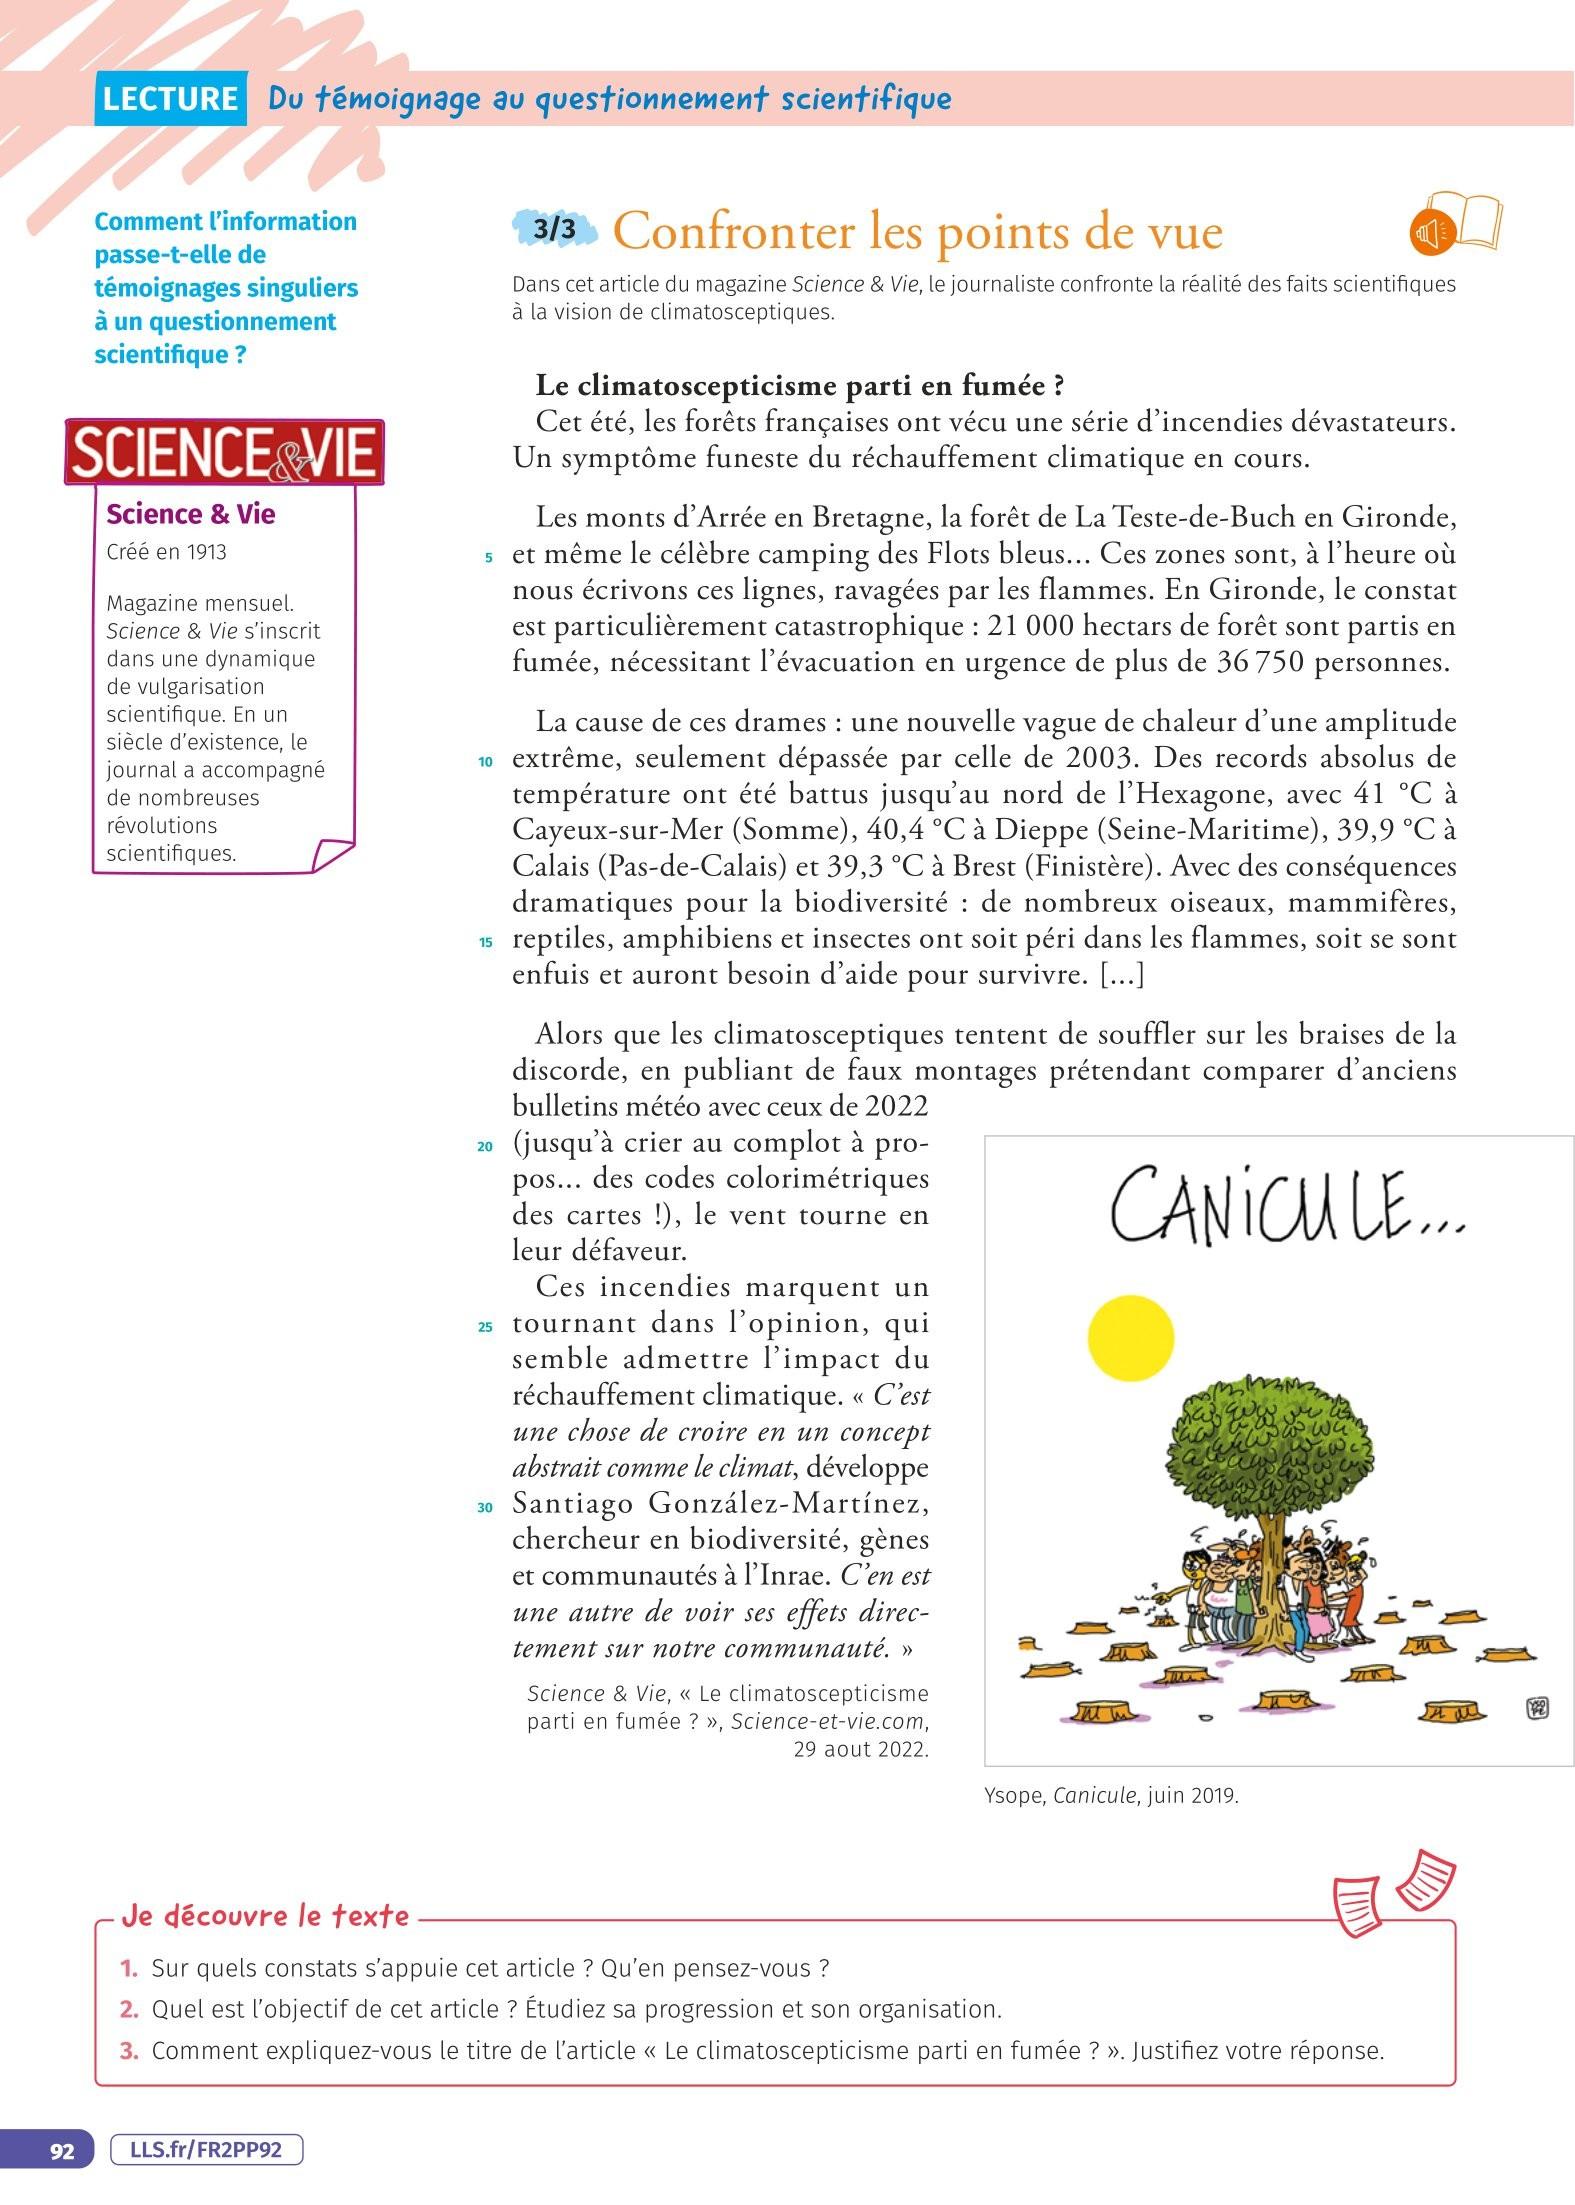 LECTURE Du témoignage au questionnement scientifique
Comment l'information
passe-t-elle de
témoignages singuliers
à un questionnement
scientifique ?
SCIENCE&VIE
Science & Vie
Créé en 1913
Magazine mensuel.
Science & Vie s'inscrit
dans une dynamique
de vulgarisation
scientifique. En un
siècle d'existence, le
journal a accompagné
de nombreuses
révolutions
scientifiques.
3/3 Confronter les points de vue
Dans cet article du magazine Science & Vie, le journaliste confronte la réalité des faits scientifiques
à la vision de climatosceptiques.
Le climatoscepticisme parti en fumée ?
Cet été, les forêts françaises ont vécu une série d'incendies dévastateurs.
Un symptôme funeste du réchauffement climatique en cours.
Les monts d'Arrée en Bretagne, la forêt de La Teste-de-Buch en Gironde,
5 et même le célèbre camping des Flots bleus... Ces zones sont, à l'heure où
nous écrivons ces lignes, ravagées par les flammes. En Gironde, le constat
est particulièrement catastrophique : 21 000 hectars de forêt sont partis en
fumée, nécessitant l'évacuation en urgence de plus de 36 750 personnes.
La cause de ces drames : une nouvelle vague de chaleur d'une amplitude
10 extrême, seulement dépassée par celle de 2003. Des records absolus de
température ont été battus jusqu'au nord de l'Hexagone, avec 41 °C à
Cayeux-sur-Mer (Somme), 40,4 °C à Dieppe (Seine-Maritime), 39,9 °C à
Calais (Pas-de-Calais) et 39,3 °C à Brest (Finistère). Avec des conséquences
dramatiques pour la biodiversité : de nombreux oiseaux, mammifères,
15 reptiles, amphibiens et insectes ont soit péri dans les flammes, soit se sont
enfuis et auront besoin d'aide pour survivre. [...]
Alors que les climatosceptiques tentent de souffler sur les braises de la
discorde, en publiant de faux montages prétendant comparer d'anciens
bulletins météo avec ceux de 2022
20 (jusqu'à crier au complot à pro-
pos... des codes colorimétriques
des cartes !), le vent tourne en
leur défaveur.
Ces incendies marquent un
25 tournant dans l'opinion, qui
semble admettre l'impact du
réchauffement climatique. « C'est
une chose de croire en un concept
abstrait comme le climat, développe
30 Santiago González-Martínez,
chercheur en biodiversité, gènes
et communautés à l'Inrae. C'en est
une autre de voir ses effets direc-
tement sur notre communauté. »
Science & Vie, « Le climatoscepticisme
parti en fumée ? », Science-et-vie.com,
29 aout 2022.
CANICULE...
YSO
PE
Ysope, Canicule, juin 2019.
Je découvre le texte
1. Sur quels constats s'appuie cet article ? Qu'en pensez-vous ?
2. Quel est l'objectif de cet article ? Étudiez sa progression et son organisation.
3. Comment expliquez-vous le titre de l'article « Le climatoscepticisme parti en fumée ? ». Justifiez votre réponse.
92 LLS.fr/FR2PP92